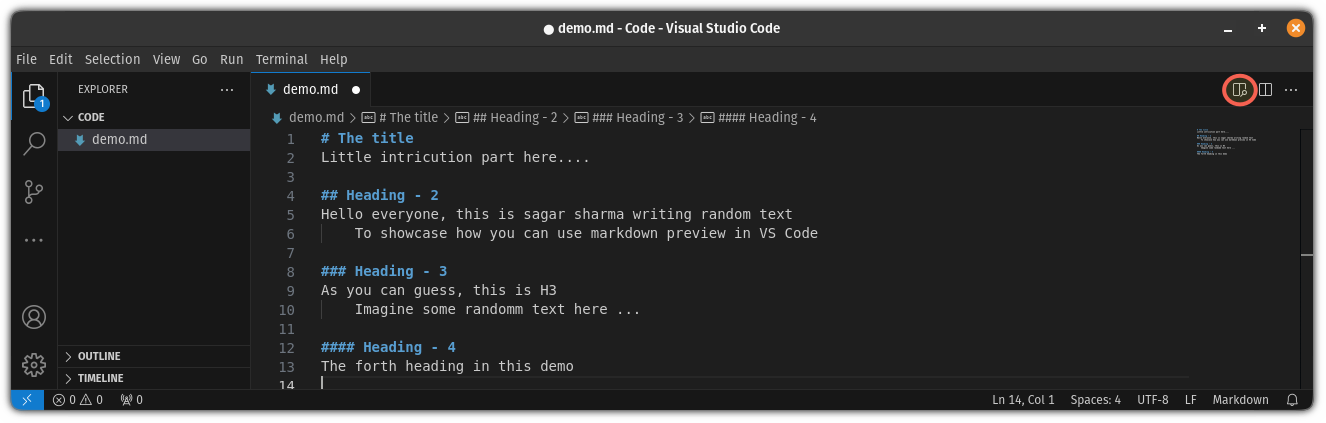 demo.md - Code - Visual Studio Code
File Edit Selection View Go Run Terminal Help
EXPLORER
demo.md
1
CODE
demo.md > # The title > ## Heading - 2 > ### Heading - 3 > #### Heading - 4
demo.md
1 # The title
2 Little intricution part here....
3
4 ## Heading - 2
5 Hello everyone, this is sagar sharma writing random text
6 To showcase how you can use markdown preview in VS Code
7
8 ### Heading - 3
9 As you can guess, this is H3
10 Imagine some randomm text here ...
11
12 #### Heading - 4
13 The forth heading in this demo
14
OUTLINE
TIMELINE
0 0 0
Ln 14, Col 1 Spaces: 4 UTF-8 LF Markdown